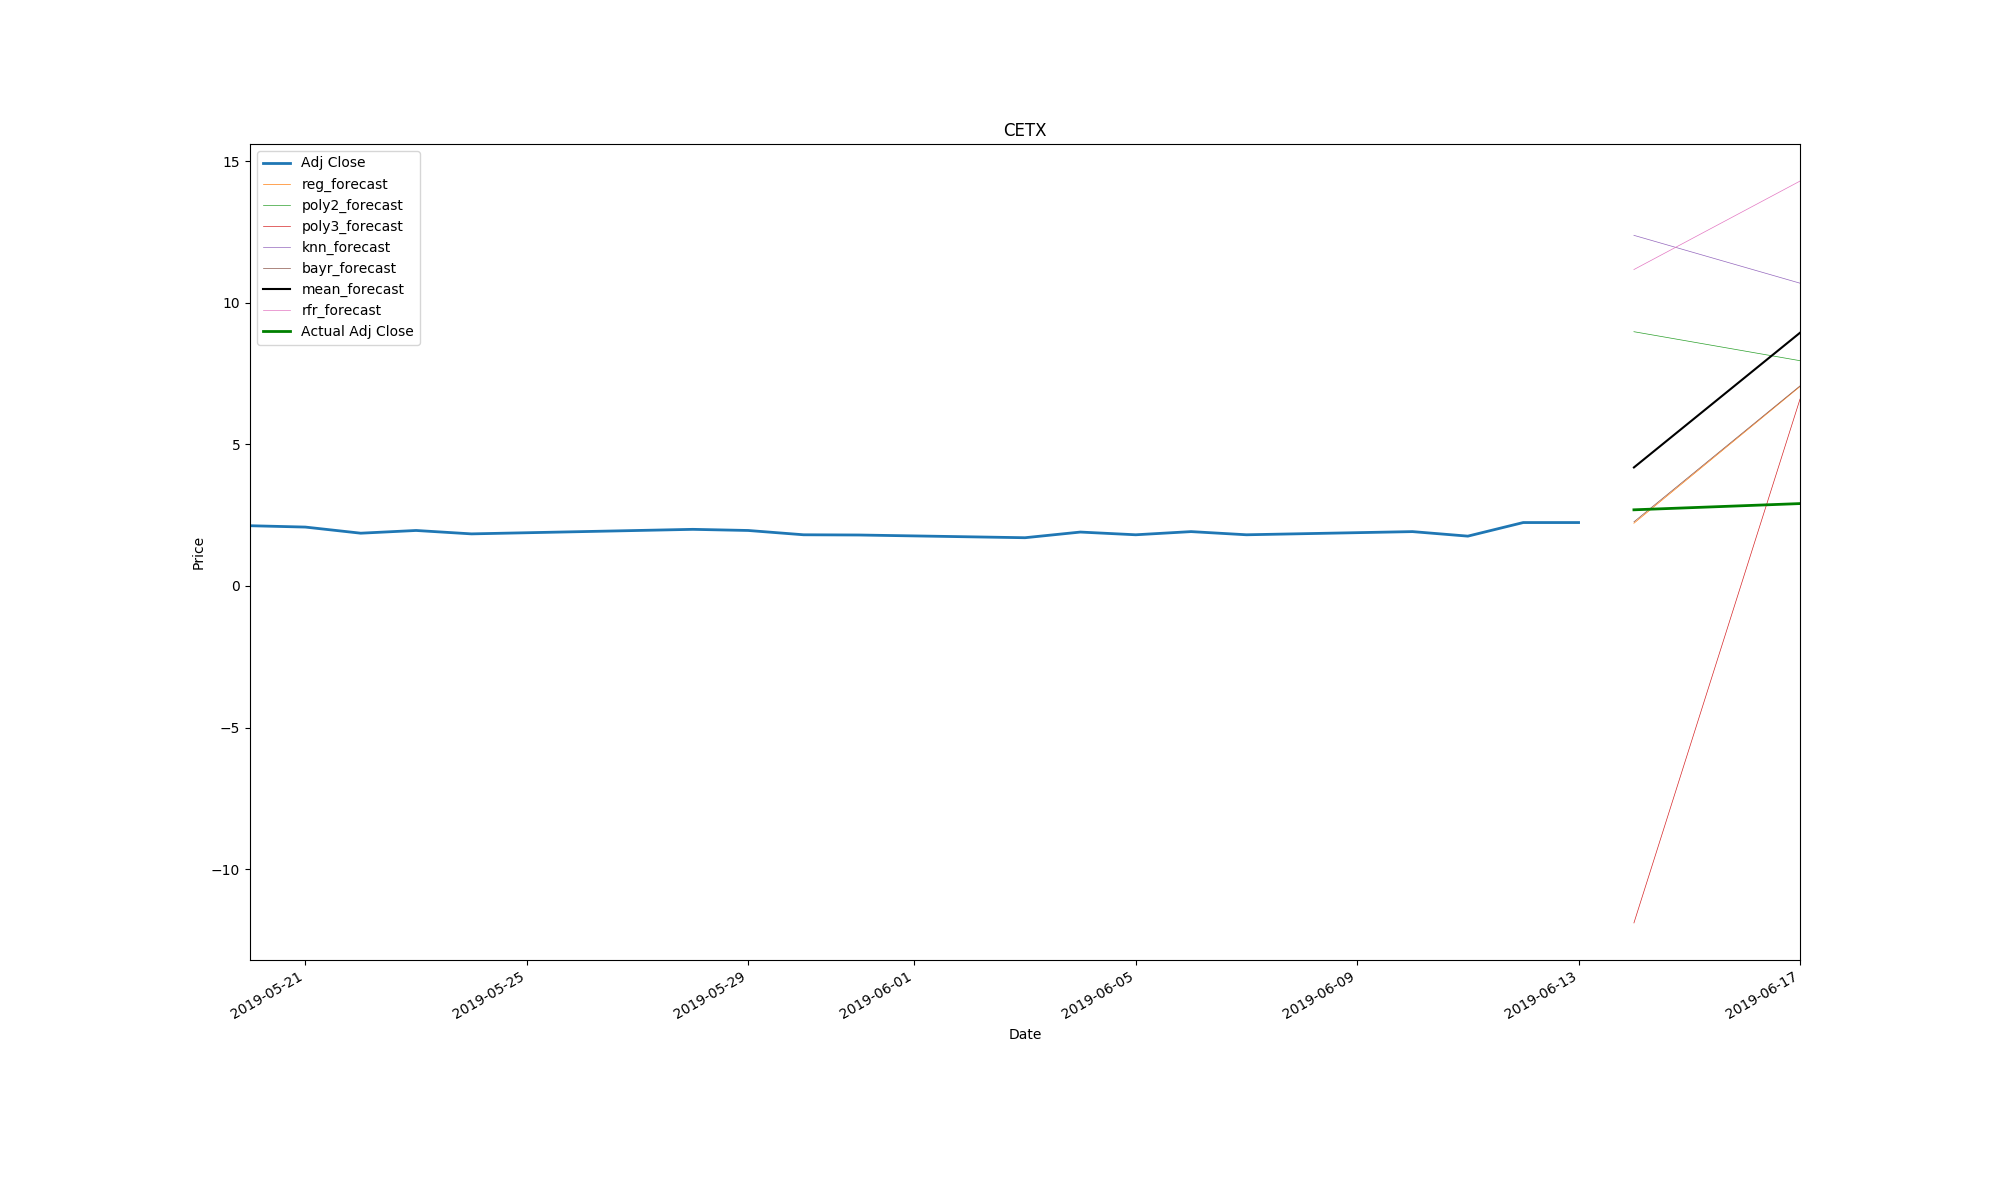 CETX
15
10
5
0
−5
−10
Price
Adj Close
reg_forecast
poly2_forecast
poly3_forecast
knn_forecast
bayr_forecast
mean_forecast
rfr_forecast
Actual Adj Close
2019-05-21
2019-05-25
2019-05-29
2019-06-01
2019-06-05
2019-06-09
2019-06-13
2019-06-17
Date